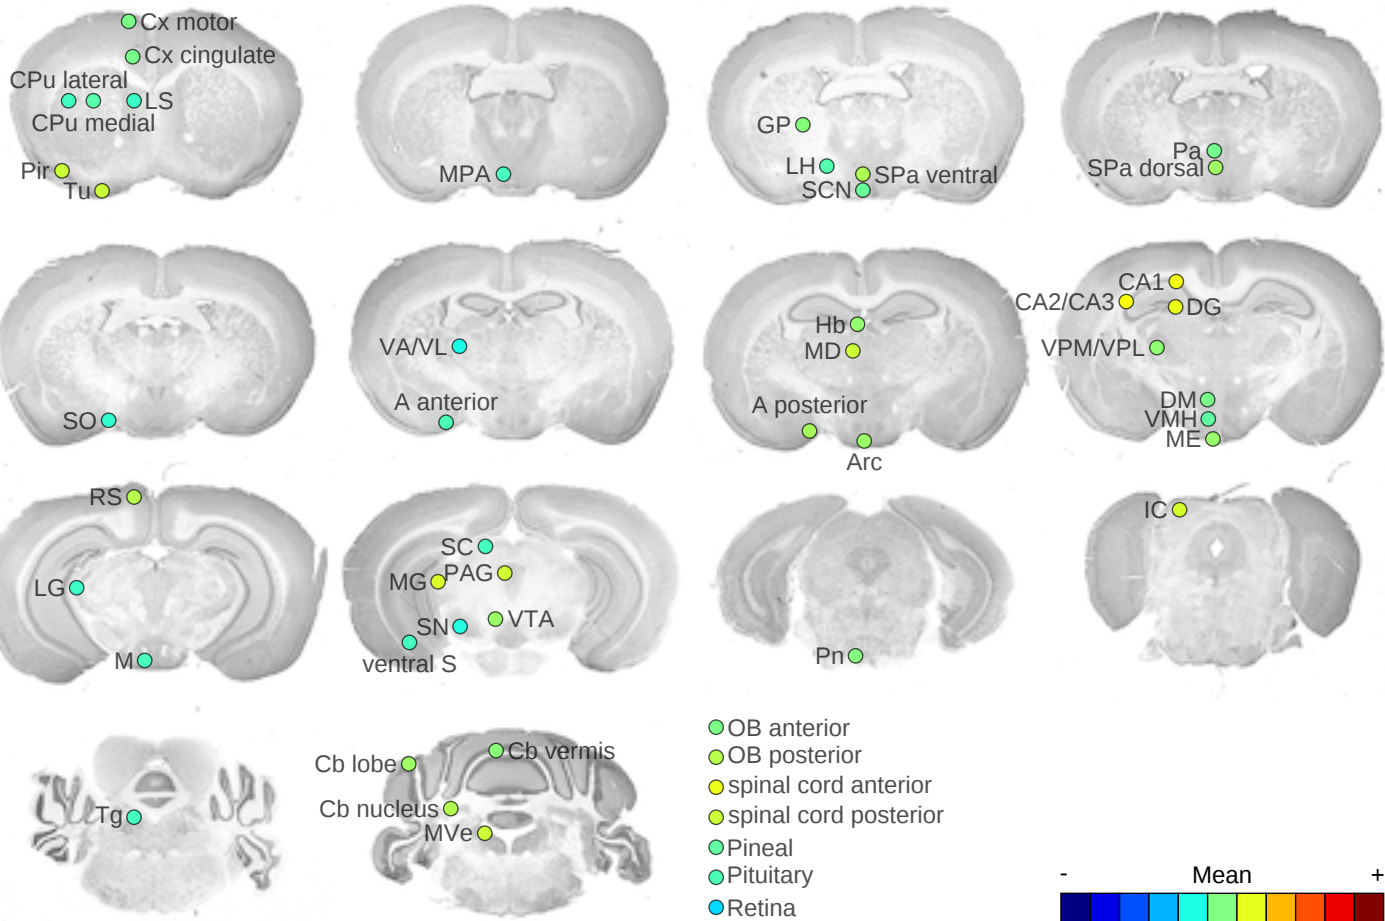 Cx motor
Cx cingulate
CPu lateral
LS
CPu medial
Pir
Tu
MPA
GP
LH
SPa ventral
SCN
Pa
SPa dorsal
SO
VA/VL
A anterior
Hb
MD
A posterior
Arc
CA1
CA2/CA3
DG
VPM/VPL
DM
VMH
ME
RS
LG
M
SC
MG
PAG
SN
VTA
ventral S
Pn
IC
Tg
Cb lobe
Cb vermis
Cb nucleus
MVe
OB anterior
OB posterior
spinal cord anterior
spinal cord posterior
Pineal
Pituitary
Retina
- Mean +